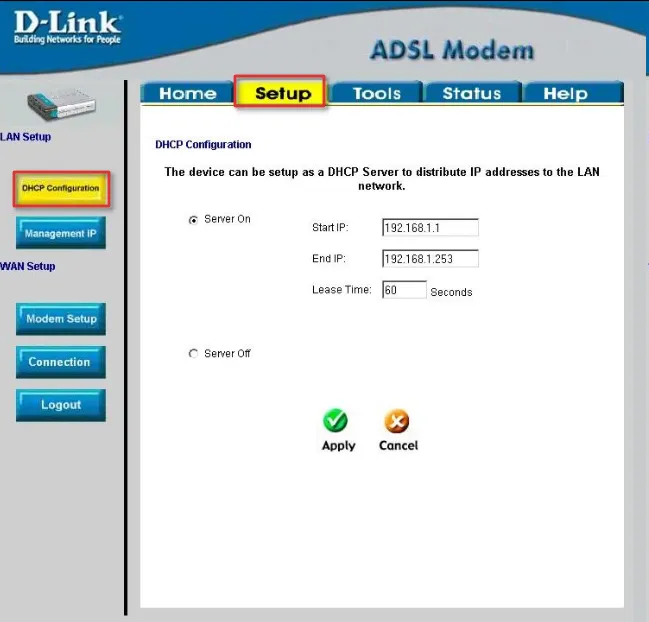 D-Link
Building Networks for People
ADSL Modem
Home
Setup
Tools
Status
Help
LAN Setup
DHCP Configuration
Management IP
WAN Setup
Modem Setup
Connection
Logout
DHCP Configuration
The device can be setup as a DHCP Server to distribute IP addresses to the LAN
network.
Server On
Start IP: 192.168.1.1
End IP: 192.168.1.253
Lease Time: 60 Seconds
Server Off
Apply
Cancel